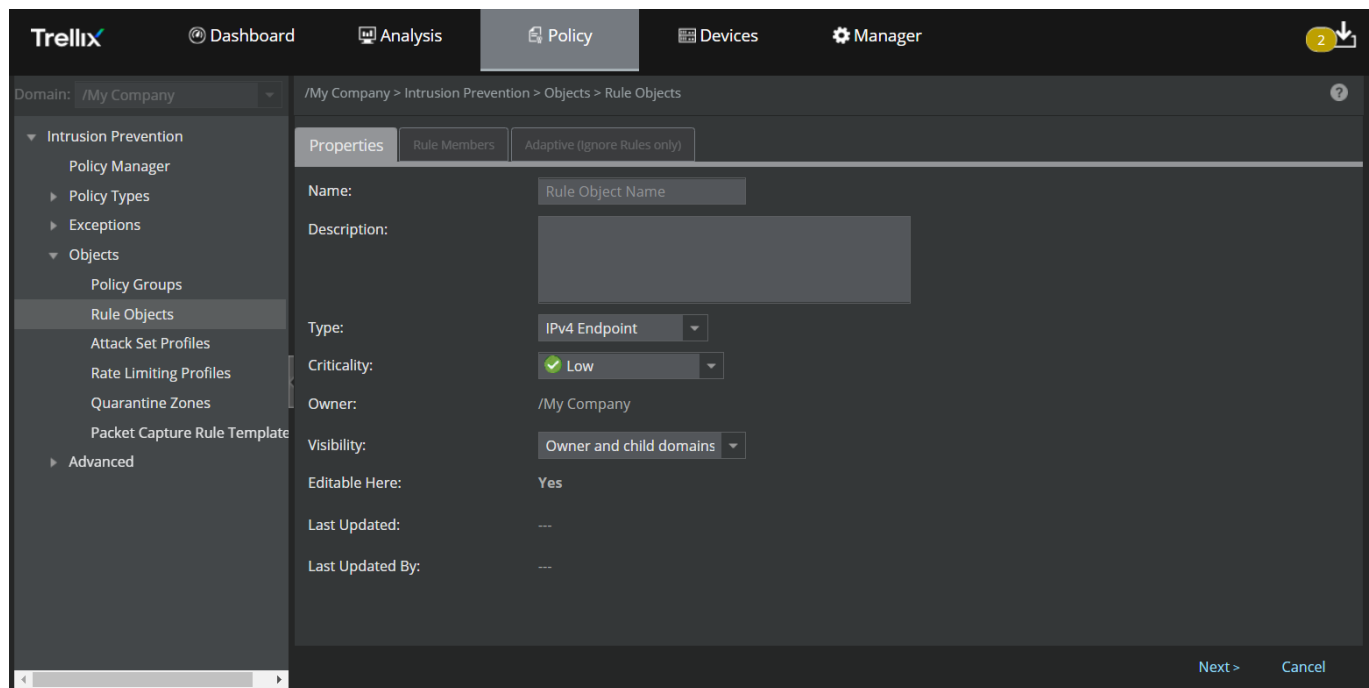 Trellix
Dashboard
Analysis
Policy
Devices
Manager
2
Domain: /My Company
/My Company > Intrusion Prevention > Objects > Rule Objects
?
Intrusion Prevention
Policy Manager
Policy Types
Exceptions
Objects
Policy Groups
Rule Objects
Attack Set Profiles
Rate Limiting Profiles
Quarantine Zones
Packet Capture Rule Template
Advanced
Properties
Rule Members
Adaptive (Ignore Rules only)
Name: Rule Object Name
Description:
Type: IPv4 Endpoint
Criticality: Low
Owner: /My Company
Visibility: Owner and child domains
Editable Here: Yes
Last Updated: ---
Last Updated By: ---
Next > Cancel